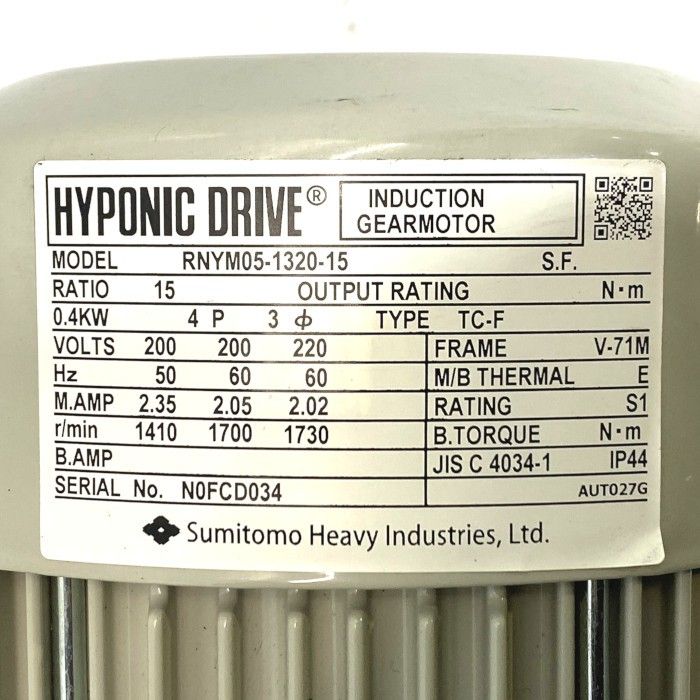 HYPONIC DRIVE® INDUCTION GEARMOTOR
MODEL RNYM05-1320-15 S.F.
RATIO 15 OUTPUT RATING N·m
0.4KW 4 P 3 ϕ TYPE TC-F
VOLTS 200 200 220 FRAME V-71M
Hz 50 60 60 M/B THERMAL E
M.AMP 2.35 2.05 2.02 RATING S1
r/min 1410 1700 1730 B.TORQUE N·m
B.AMP JIS C 4034-1 IP44
SERIAL No. N0FCD034 AUT027G
Sumitomo Heavy Industries, Ltd.